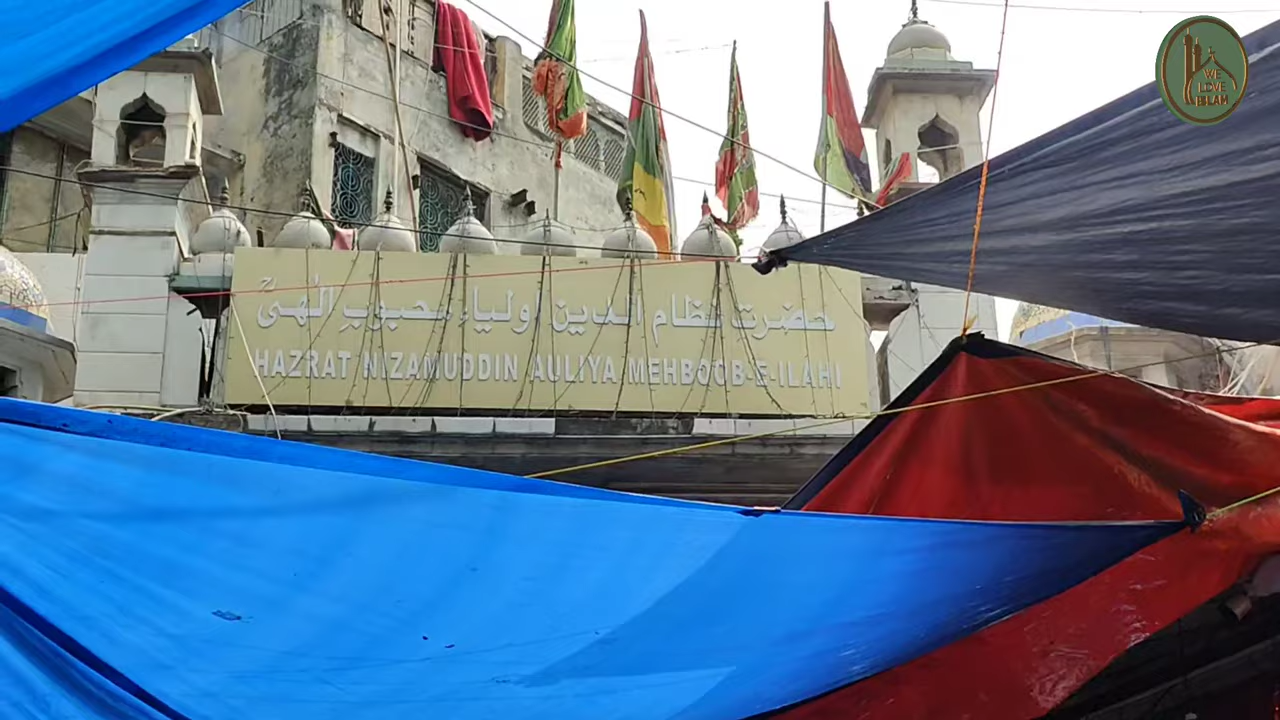 حضرت نظام الدین اولیاءِ محبوبِ الٰہیؒ
HAZRAT NIZAMUDDIN AULIYA MEHBOOB-E-ILAHI
WE
LOVE
ISLAM